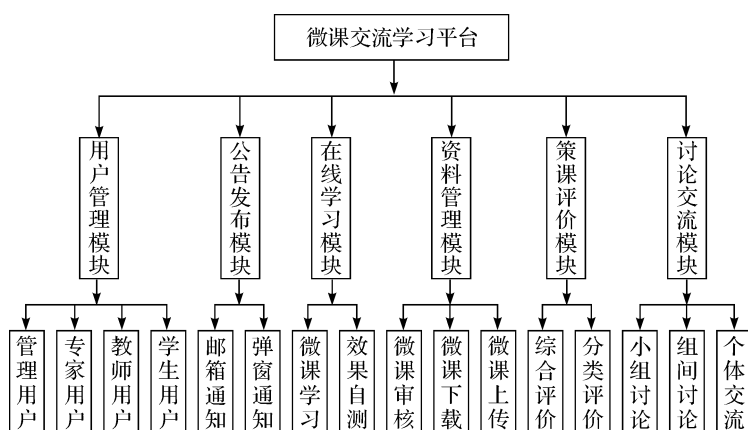 微课交流学习平台
用户管理模块
公告发布模块
在线学习模块
资料管理模块
策课评价模块
讨论交流模块
管理用户
专家用户
教师用户
学生用户
邮箱通知
弹窗通知
微课学习
效果自测
微课审核
微课下载
微课上传
综合评价
分类评价
小组讨论
组间讨论
个体交流